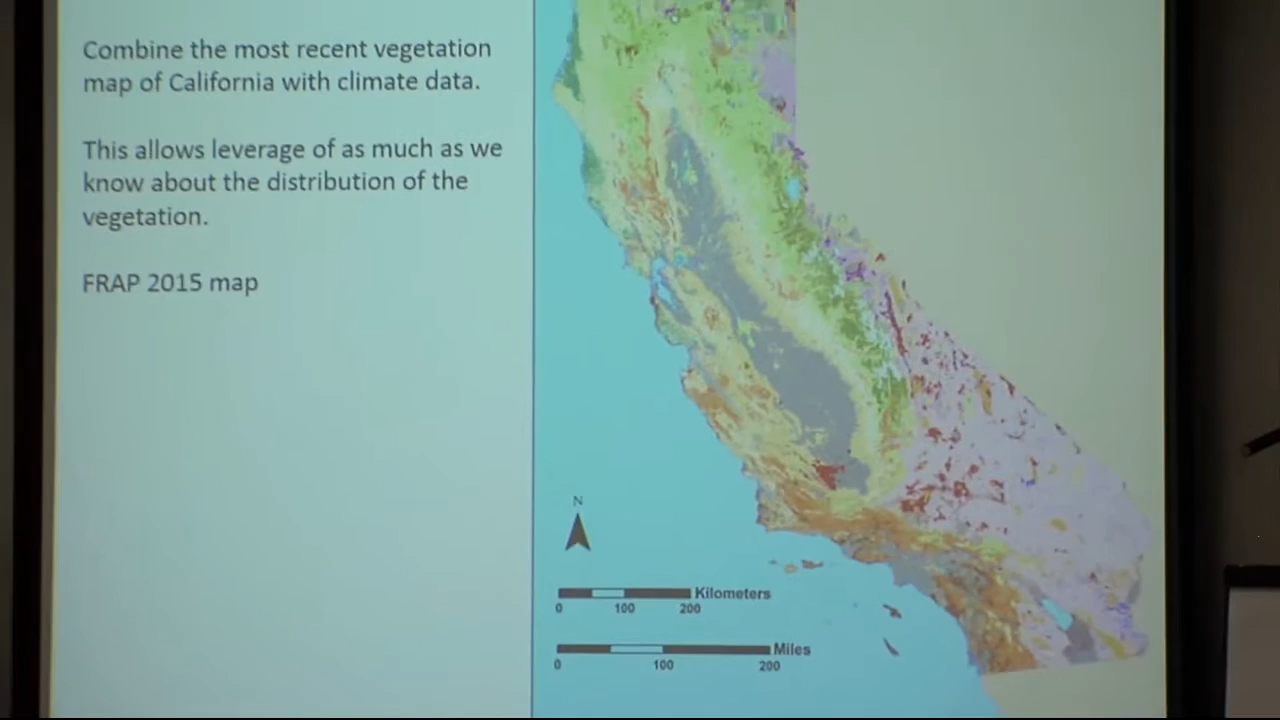 Combine the most recent vegetation
map of California with climate data.
This allows leverage of as much as we
know about the distribution of the
vegetation.
FRAP 2015 map
N
Kilometers
0 100 200
Miles
0 100 200